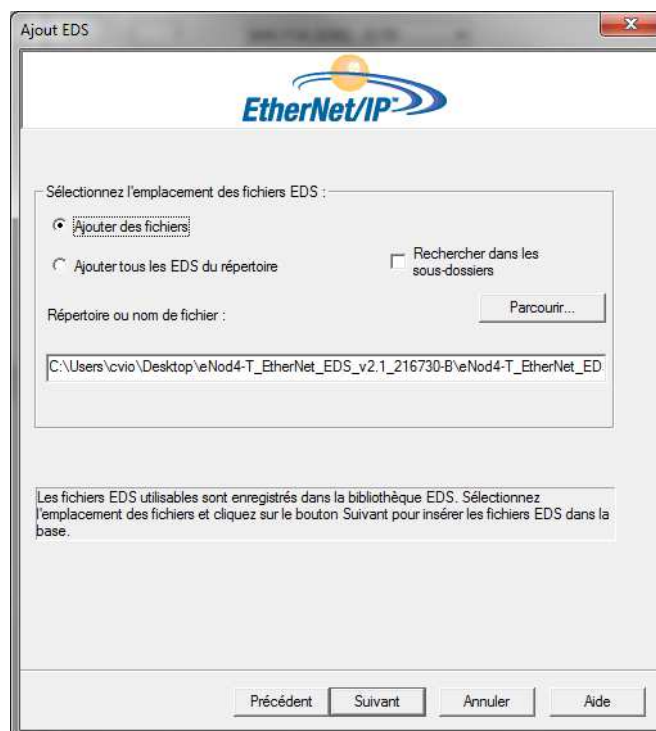 Ajout EDS
EtherNet/IP™
Sélectionnez l'emplacement des fichiers EDS :
Ajouter des fichiers
Ajouter tous les EDS du répertoire
Rechercher dans les
sous-dossiers
Répertoire ou nom de fichier :
Parcourir...
C:\Users\cvio\Desktop\eNod4-T_EtherNet_EDS_v2.1_216730-B\eNod4-T_EtherNet_ED
Les fichiers EDS utilisables sont enregistrés dans la bibliothèque EDS. Sélectionnez
l'emplacement des fichiers et cliquez sur le bouton Suivant pour insérer les fichiers EDS dans la
base.
Précédent
Suivant
Annuler
Aide